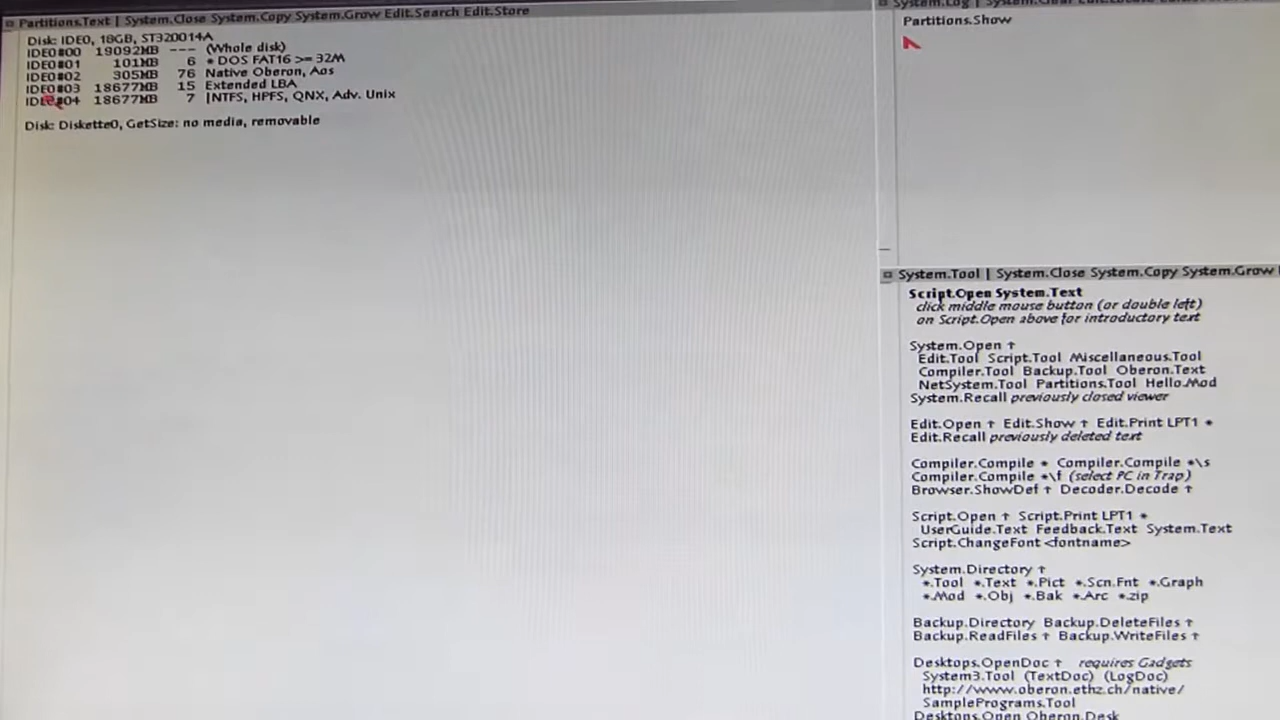 Partitions.Text | System.Close System.Copy System.Grow Edit.Search Edit.Store
Disk: IDE0, 18GB, ST320014A
IDE0#00 19092MB --- (Whole disk)
IDE0#01 101MB 6 * DOS FAT16 >= 32M
IDE0#02 305MB 76 Native Oberon, Aos
IDE0#03 18677MB 15 Extended LBA
IDE0#04 18677MB 7 |NTFS, HPFS, QNX, Adv. Unix
Disk: Diskette0, GetSize: no media, removable
Partitions.Show
System.Tool | System.Close System.Copy System.Grow
Script.Open System.Text
click middle mouse button (or double left)
on Script.Open above for introductory text
System.Open ↑
Edit.Tool Script.Tool Miscellaneous.Tool
Compiler.Tool Backup.Tool Oberon.Text
NetSystem.Tool Partitions.Tool Hello.Mod
System.Recall previously closed viewer
Edit.Open ↑ Edit.Show ↑ Edit.Print LPT1 *
Edit.Recall previously deleted text
Compiler.Compile * Compiler.Compile *\s
Compiler.Compile *\f (select PC in Trap)
Browser.ShowDef ↑ Decoder.Decode ↑
Script.Open ↑ Script.Print LPT1 *
UserGuide.Text Feedback.Text System.Text
Script.ChangeFont <fontname>
System.Directory ↑
*.Tool *.Text *.Pict *.Scn.Fnt *.Graph
*.Mod *.Obj *.Bak *.Arc *.zip
Backup.Directory Backup.DeleteFiles ↑
Backup.ReadFiles ↑ Backup.WriteFiles ↑
Desktops.OpenDoc ↑ requires Gadgets
System3.Tool (TextDoc) (LogDoc)
http://www.oberon.ethz.ch/native/
SamplePrograms.Tool
Desktops.Open Oberon.Desk